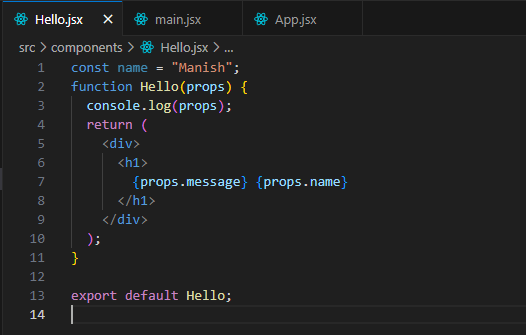 Hello.jsx main.jsx App.jsx
src > components > Hello.jsx > ...
1 const name = "Manish";
2 function Hello(props) {
3   console.log(props);
4   return (
5     <div>
6       <h1>
7         {props.message} {props.name}
8       </h1>
9     </div>
10   );
11 }
12
13 export default Hello;
14